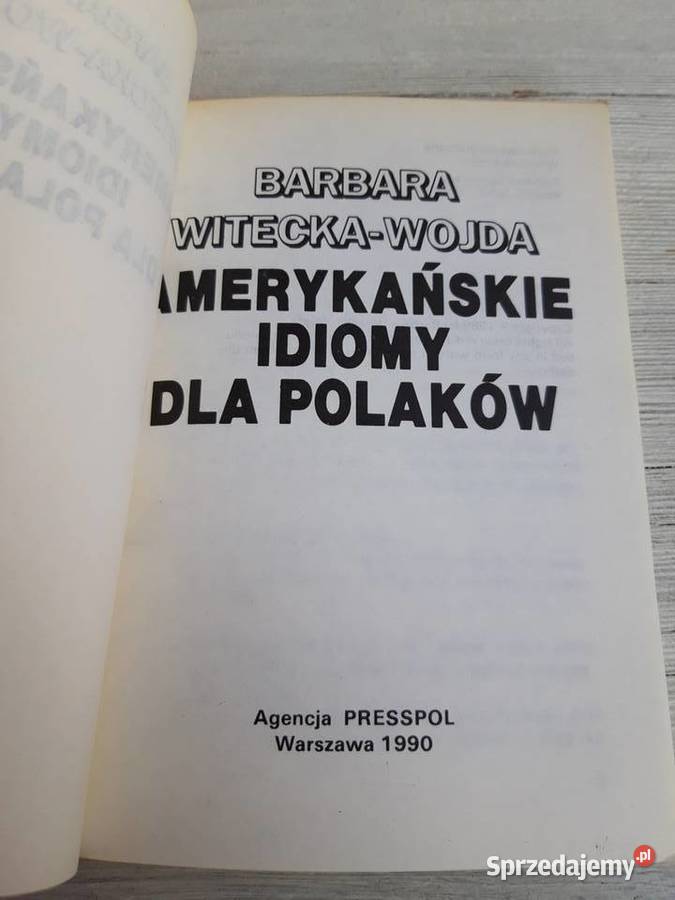 BARBARA
WITECKA-WOJDA
AMERYKAŃSKIE
IDIOMY
DLA POLAKÓW
Agencja PRESSPOL
Warszawa 1990
Sprzedajemy.pl